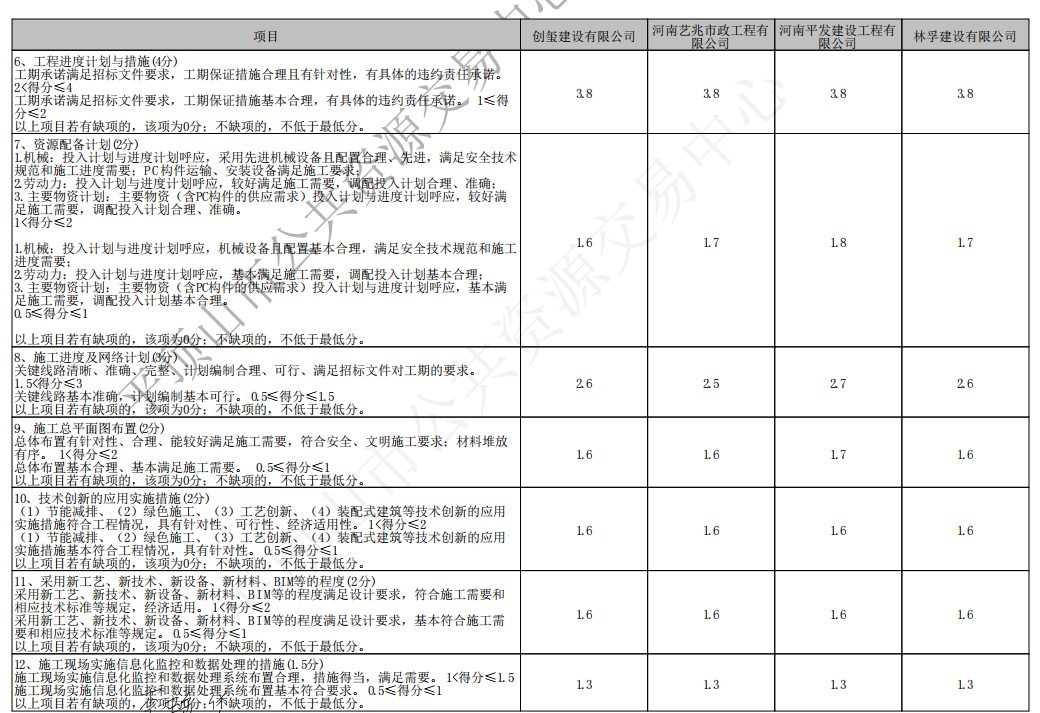 项目
创玺建设有限公司
河南艺兆市政工程有
限公司
河南平发建设工程有
限公司
林孚建设有限公司
6、工程进度计划与措施(4分)
工期承诺满足招标文件要求，工期保证措施合理且有针对性，有具体的违约责任承诺。
2<得分≤4
工期承诺满足招标文件要求，工期保证措施基本合理，有具体的违约责任承诺。 1≤得
分≤2
以上项目若有缺项的，该项为0分；不缺项的，不低于最低分。
3.8
3.8
3.8
3.8
7、资源配备计划(2分)
1.机械：投入计划与进度计划呼应，采用先进机械设备且配置合理、先进，满足安全技术
规范和施工进度需要；PC构件运输、安装设备满足施工要求；
2.劳动力：投入计划与进度计划呼应，较好满足施工需要，调配投入计划合理、准确；
3.主要物资计划：主要物资（含PC构件的供应需求）投入计划与进度计划呼应，较好满
足施工需要，调配投入计划合理、准确。
1<得分≤2
1.机械：投入计划与进度计划呼应，机械设备且配置基本合理，满足安全技术规范和施工
进度需要；
2.劳动力：投入计划与进度计划呼应，基本满足施工需要，调配投入计划基本合理；
3.主要物资计划：主要物资（含PC构件的供应需求）投入计划与进度计划呼应，基本满
足施工需要，调配投入计划基本合理。
0.5≤得分≤1
以上项目若有缺项的，该项为0分；不缺项的，不低于最低分。
1.6
1.7
1.8
1.7
8、施工进度及网络计划(3分)
关键线路清晰、准确、完整、计划编制合理、可行、满足招标文件对工期的要求。
1.5<得分≤3
关键线路基本准确，计划编制基本可行。 0.5≤得分≤1.5
以上项目若有缺项的，该项为0分；不缺项的，不低于最低分。
2.6
2.5
2.7
2.6
9、施工总平面图布置(2分)
总体布置有针对性、合理、能较好满足施工需要，符合安全、文明施工要求；材料堆放
有序。 1<得分≤2
总体布置基本合理、基本满足施工需要。 0.5≤得分≤1
以上项目若有缺项的，该项为0分；不缺项的，不低于最低分。
1.6
1.6
1.7
1.6
10、技术创新的应用实施措施(2分)
（1）节能减排、（2）绿色施工、（3）工艺创新、（4）装配式建筑等技术创新的应用
实施措施符合工程情况，具有针对性、可行性、经济适用性。 1<得分≤2
（1）节能减排、（2）绿色施工、（3）工艺创新、（4）装配式建筑等技术创新的应用
实施措施基本符合工程情况，具有针对性。 0.5≤得分≤1
以上项目若有缺项的，该项为0分；不缺项的，不低于最低分。
1.6
1.6
1.6
1.6
11、采用新工艺、新技术、新设备、新材料、BIM等的程度(2分)
采用新工艺、新技术、新设备、新材料、BIM等的程度满足设计要求，符合施工需要和
相应技术标准等规定，经济适用。 1<得分≤2
采用新工艺、新技术、新设备、新材料、BIM等的程度满足设计要求，基本符合施工需
要和相应技术标准等规定。 0.5≤得分≤1
以上项目若有缺项的，该项为0分；不缺项的，不低于最低分。
1.6
1.6
1.6
1.6
12、施工现场实施信息化监控和数据处理的措施(1.5分)
施工现场实施信息化监控和数据处理系统布置合理，措施得当，满足需要。 1<得分≤1.5
施工现场实施信息化监控和数据处理系统布置基本符合要求。 0.5≤得分≤1
以上项目若有缺项的，该项为0分；不缺项的，不低于最低分。
1.3
1.3
1.3
1.3
平顶山市公共资源交易中心
山市公共资源交易中心